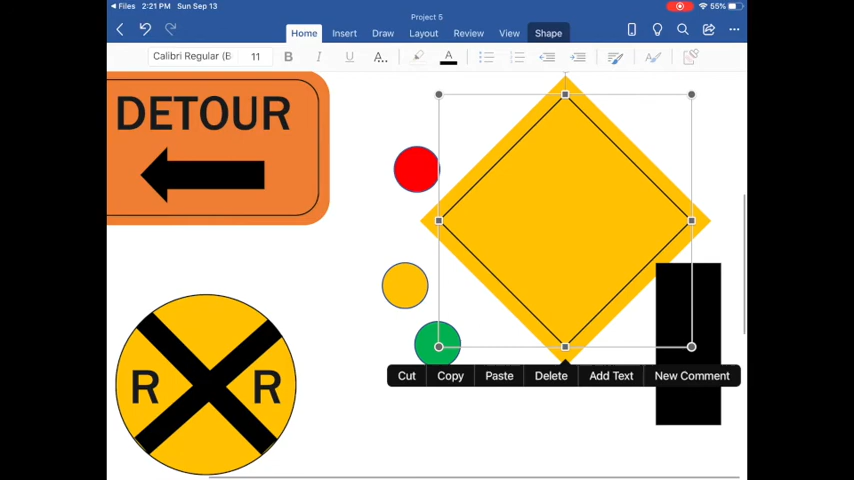 Files 2:21 PM Sun Sep 13 55%
Project 5
Home Insert Draw Layout References Review View Shape
Calibri Regular (B 11 B I U A... A
DETOUR
R R
Cut Copy Paste Delete Add Text New Comment